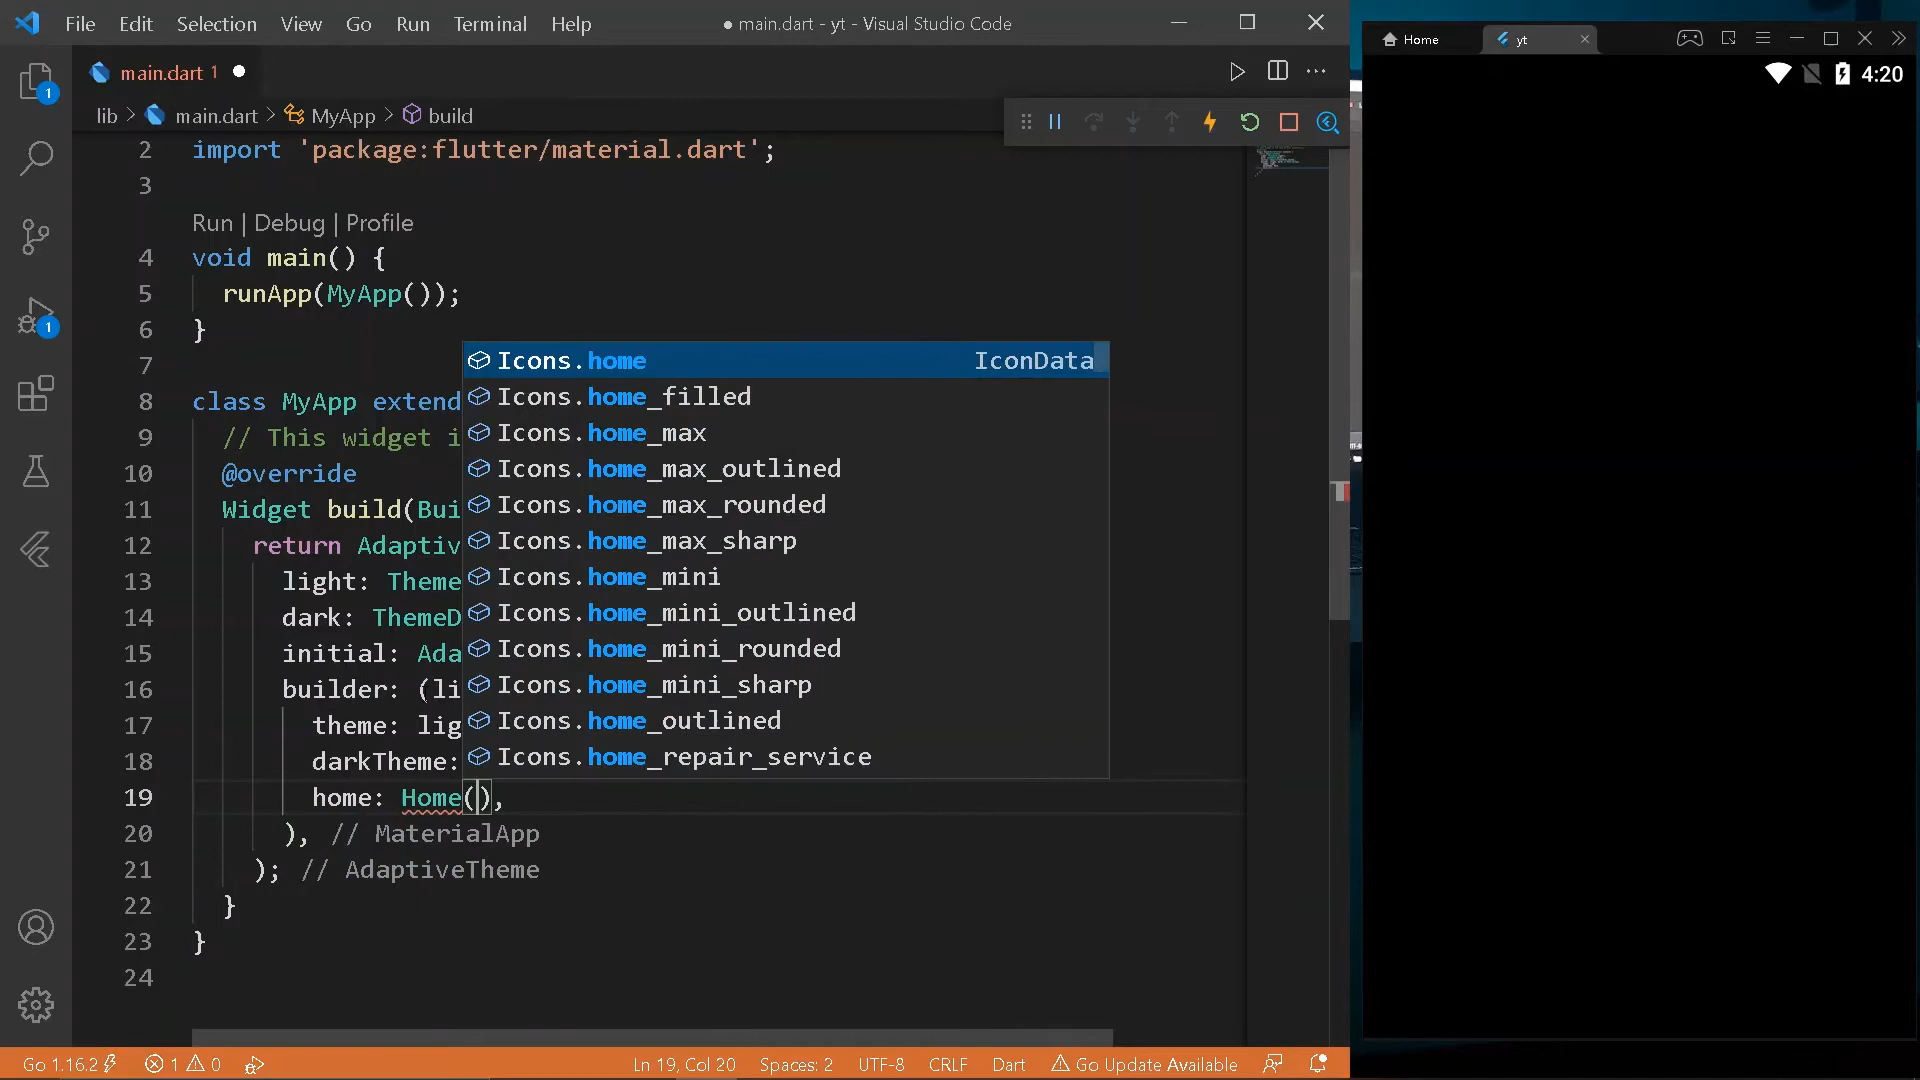 File Edit Selection View Go Run Terminal Help ● main.dart - yt - Visual Studio Code
main.dart 1
lib > main.dart > MyApp > build
2 import 'package:flutter/material.dart';
3
Run | Debug | Profile
4 void main() {
5 runApp(MyApp());
6 }
7
8 class MyApp extend
9 // This widget i
10 @override
11 Widget build(Bui
12 return Adaptiv
13 light: Theme
14 dark: ThemeD
15 initial: Ada
16 builder: (li
17 theme: lig
18 darkTheme:
19 home: Home(),
20 ), // MaterialApp
21 ); // AdaptiveTheme
22 }
23 }
24
Icons.home IconData
Icons.home_filled
Icons.home_max
Icons.home_max_outlined
Icons.home_max_rounded
Icons.home_max_sharp
Icons.home_mini
Icons.home_mini_outlined
Icons.home_mini_rounded
Icons.home_mini_sharp
Icons.home_outlined
Icons.home_repair_service
1
1
Go 1.16.2 1 0 Ln 19, Col 20 Spaces: 2 UTF-8 CRLF Dart Go Update Available
Home yt
4:20